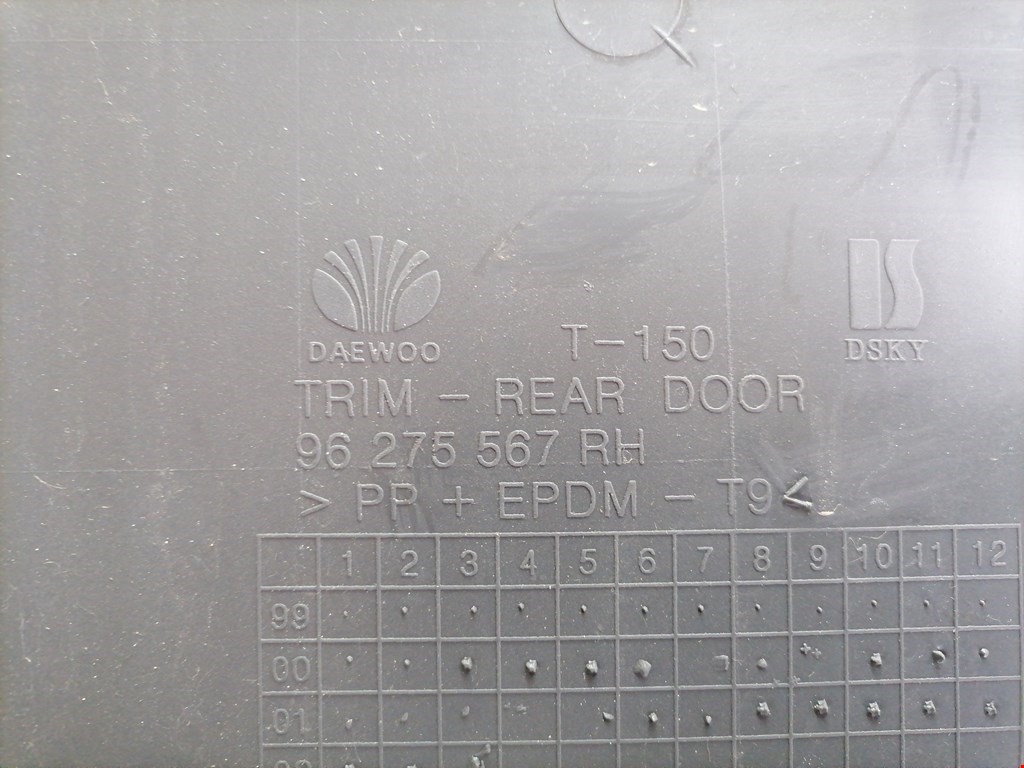 DAEWOO T-150 DSKY
TRIM - REAR DOOR
96 275 567 RH
> PP + EPDM - T9<
1 2 3 4 5 6 7 8 9 10 11 12
99
00
01